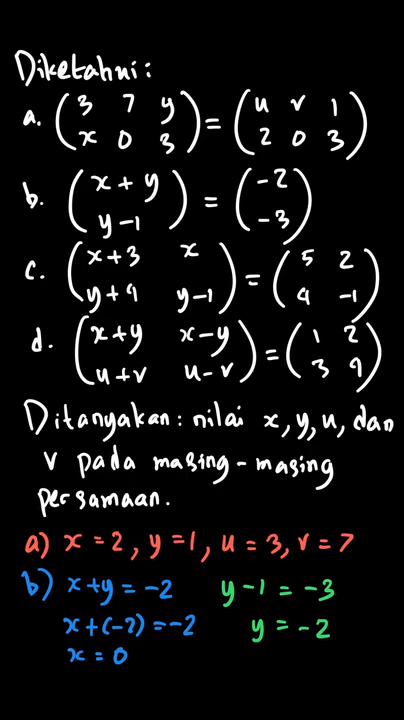 Diketahui:
a. (3 7 y) = (u v 1)
(x 0 3) (2 0 3)
b. (x + y) = (-2)
(y - 1) (-3)
c. (x + 3 x) = (5 2)
(y + 4 y - 1) (4 -1)
d. (x + y x - y) = (1 2)
(u + v u - v) (3 9)
Ditanyakan: nilai x, y, u, dan
v pada masing-masing
persamaan.
a) x = 2, y = 1, u = 3, v = 7
b) x + y = -2 y - 1 = -3
x + (-2) = -2 y = -2
x = 0